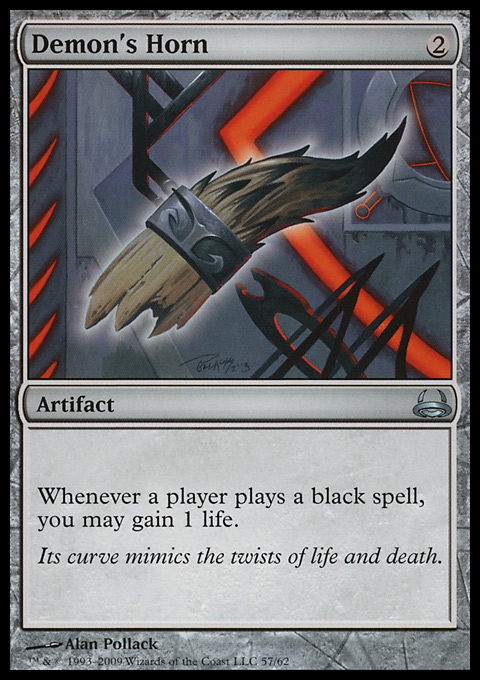 Demon's Horn 2
Artifact
Whenever a player plays a black spell,
you may gain 1 life.
Its curve mimics the twists of life and death.
Alan Pollack
™ & © 1993–2009 Wizards of the Coast LLC 57/62